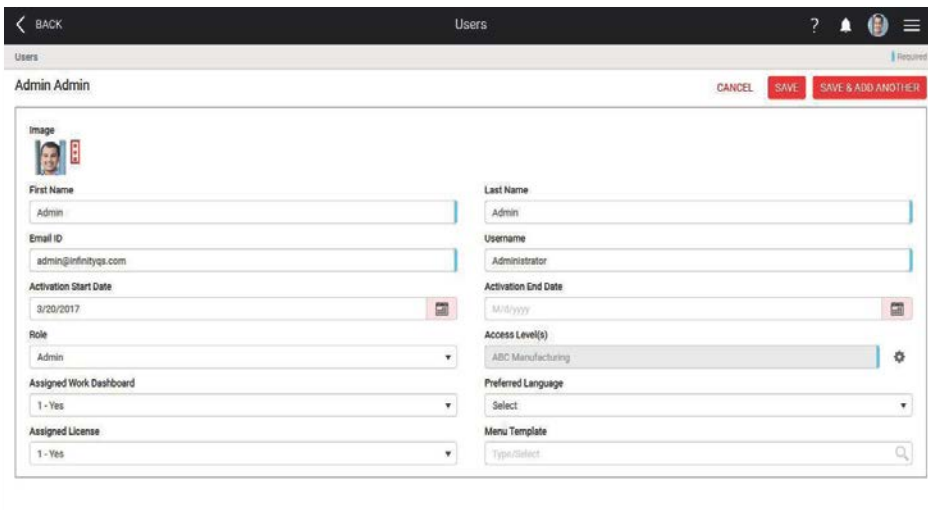 BACK
Users
?
Users
Required
Admin Admin
CANCEL
SAVE
SAVE & ADD ANOTHER
Image
First Name
Last Name
Admin
Admin
Email ID
Username
admin@infinityqs.com
Administrator
Activation Start Date
Activation End Date
3/20/2017
M/d/yyyy
Role
Access Level(s)
Admin
ABC Manufacturing
Assigned Work Dashboard
Preferred Language
1 - Yes
Select
Assigned License
Menu Template
1 - Yes
Type/Select